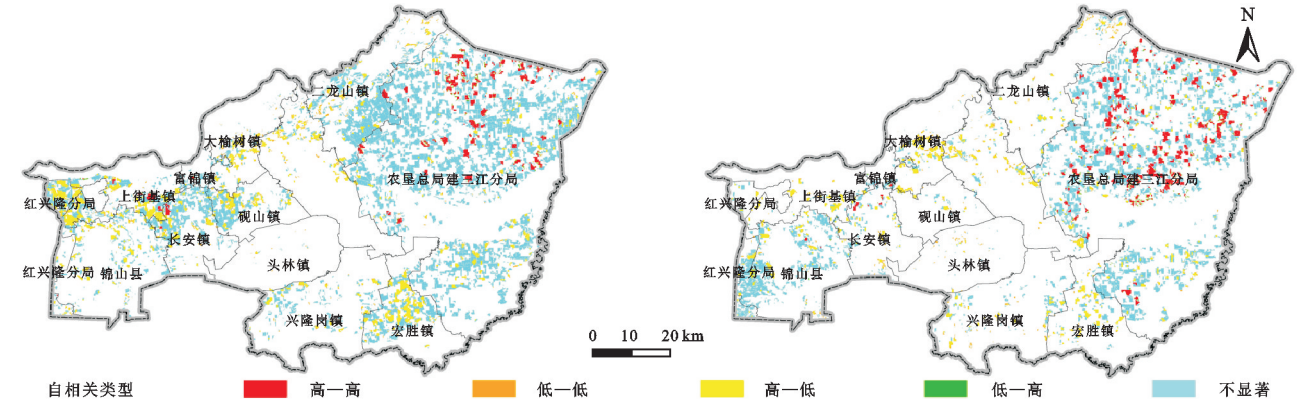 N
二龙山镇
大榆树镇
富锦镇
农垦总局建三江分局
红兴隆分局
上街基镇
砚山镇
长安镇
头林镇
红兴隆分局
锦山县
兴隆岗镇
宏胜镇
二龙山镇
大榆树镇
富锦镇
农垦总局建三江分局
红兴隆分局
上街基镇
砚山镇
长安镇
头林镇
红兴隆分局
锦山县
兴隆岗镇
宏胜镇
0 10 20 km
自相关类型 高—高 低—低 高—低 低—高 不显著